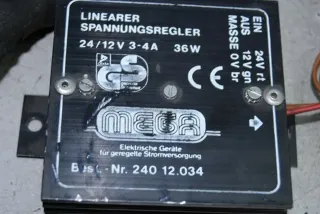 LINEARER
SPANNUNGSREGLER
24/12V 3-4A 36W
GS
CE
MEGA
Elektrische Geräte
für geregelte Stromversorgung
Best.-Nr. 240 12.034
EIN 24V rt
AUS 12V gn
MASSE 0V br